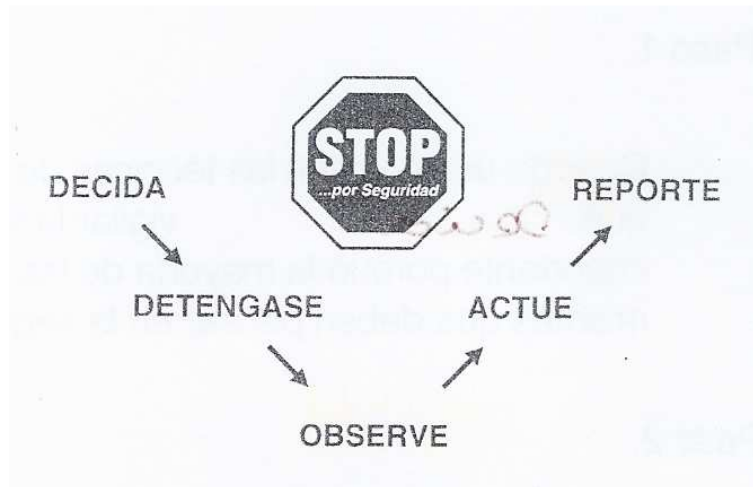 STOP
...por Seguridad
DECIDA
REPORTE
DETENGASE
ACTUE
OBSERVE